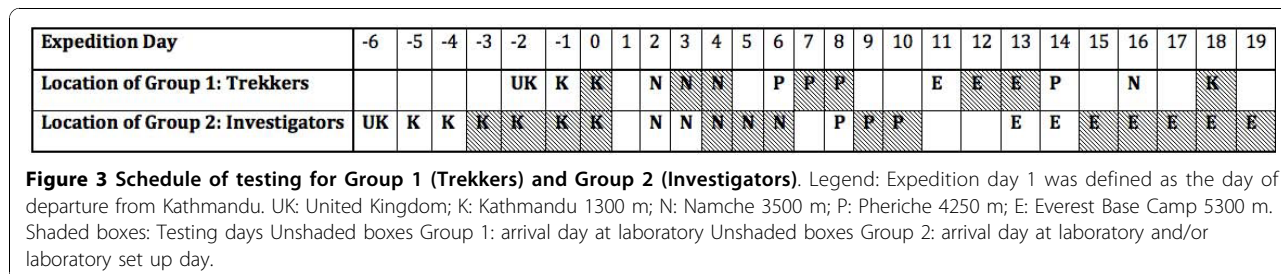 Expedition Day -6 -5 -4 -3 -2 -1 0 1 2 3 4 5 6 7 8 9 10 11 12 13 14 15 16 17 18 19
Location of Group 1: Trekkers UK K K N N N P P P E E E P N K
Location of Group 2: Investigators UK K K K K K K N N N N N P P P E E E E E E E
Figure 3 Schedule of testing for Group 1 (Trekkers) and Group 2 (Investigators). Legend: Expedition day 1 was defined as the day of
departure from Kathmandu. UK: United Kingdom; K: Kathmandu 1300 m; N: Namche 3500 m; P: Pheriche 4250 m; E: Everest Base Camp 5300 m.
Shaded boxes: Testing days Unshaded boxes Group 1: arrival day at laboratory Unshaded boxes Group 2: arrival day at laboratory and/or
laboratory set up day.